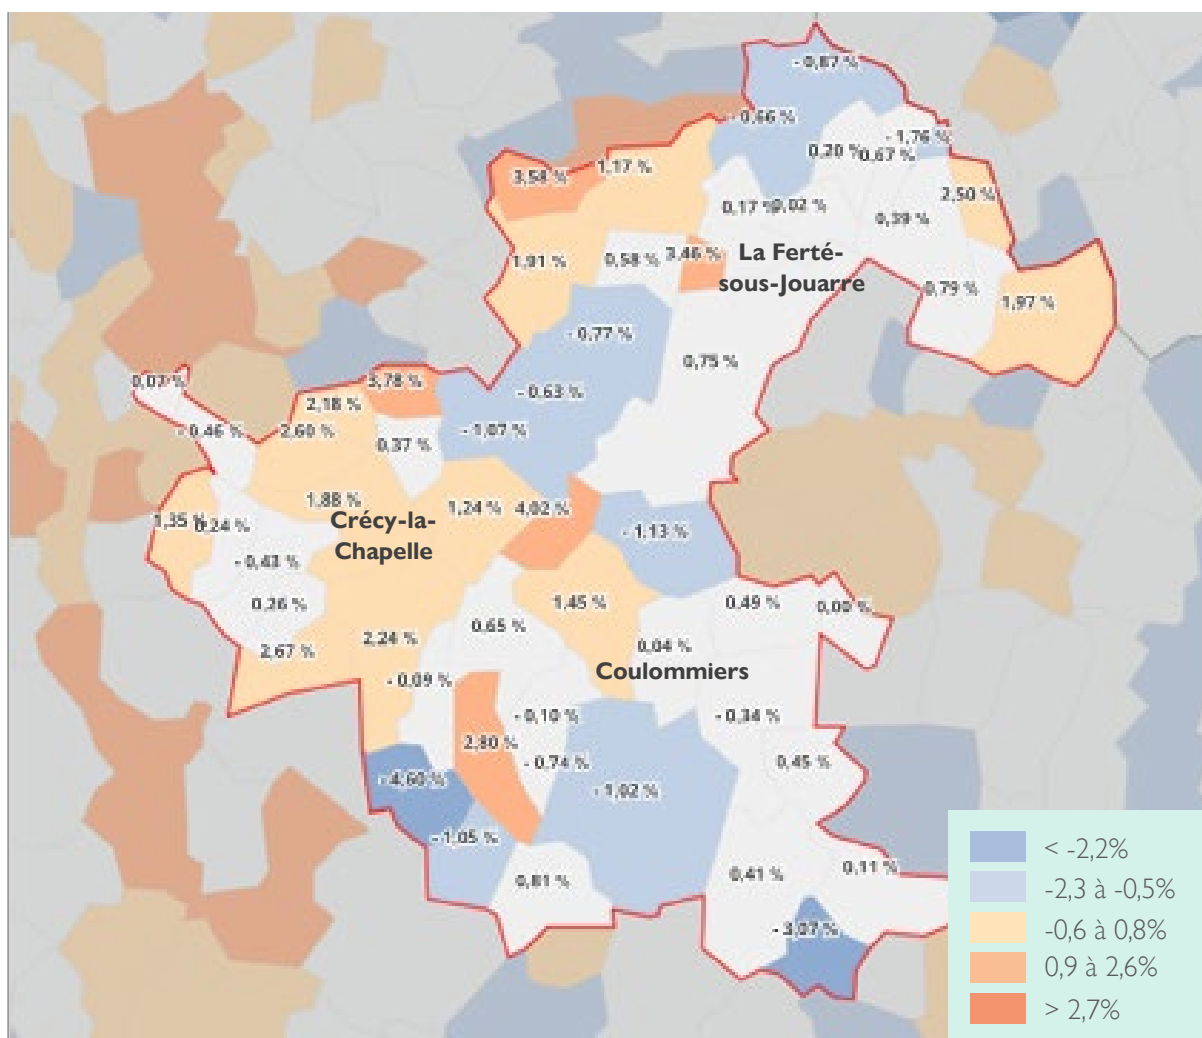 - 0,87 %
- 0,66 %
- 1,76 %
0,20 %
0,67 %
1,17 %
3,58 %
2,50 %
0,17 %
0,02 %
0,39 %
La Ferté-
sous-Jouarre
3,46 %
0,58 %
1,91 %
0,79 %
1,97 %
- 0,77 %
0,75 %
0,07 %
3,78 %
- 0,63 %
2,18 %
- 0,46 %
2,60 %
- 1,07 %
0,37 %
1,88 %
1,24 %
4,02 %
1,35 %
0,24 %
Crécy-la-
Chapelle
- 1,13 %
- 0,43 %
0,26 %
1,45 %
0,49 %
0,00 %
0,65 %
2,24 %
0,04 %
2,67 %
Coulommiers
- 0,09 %
- 0,10 %
- 0,34 %
2,80 %
- 0,74 %
0,45 %
- 4,60 %
- 1,02 %
- 1,05 %
0,81 %
0,41 %
0,11 %
- 3,07 %
< -2,2%
-2,3 à -0,5%
-0,6 à 0,8%
0,9 à 2,6%
> 2,7%